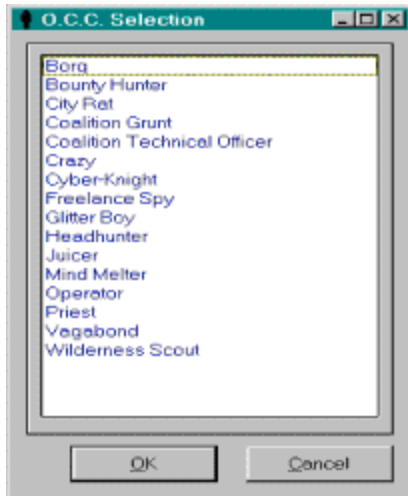 O.C.C. Selection
Borg
Bounty Hunter
City Rat
Coalition Grunt
Coalition Technical Officer
Crazy
Cyber-Knight
Freelance Spy
Glitter Boy
Headhunter
Juicer
Mind Melter
Operator
Priest
Vagabond
Wilderness Scout
OK Cancel